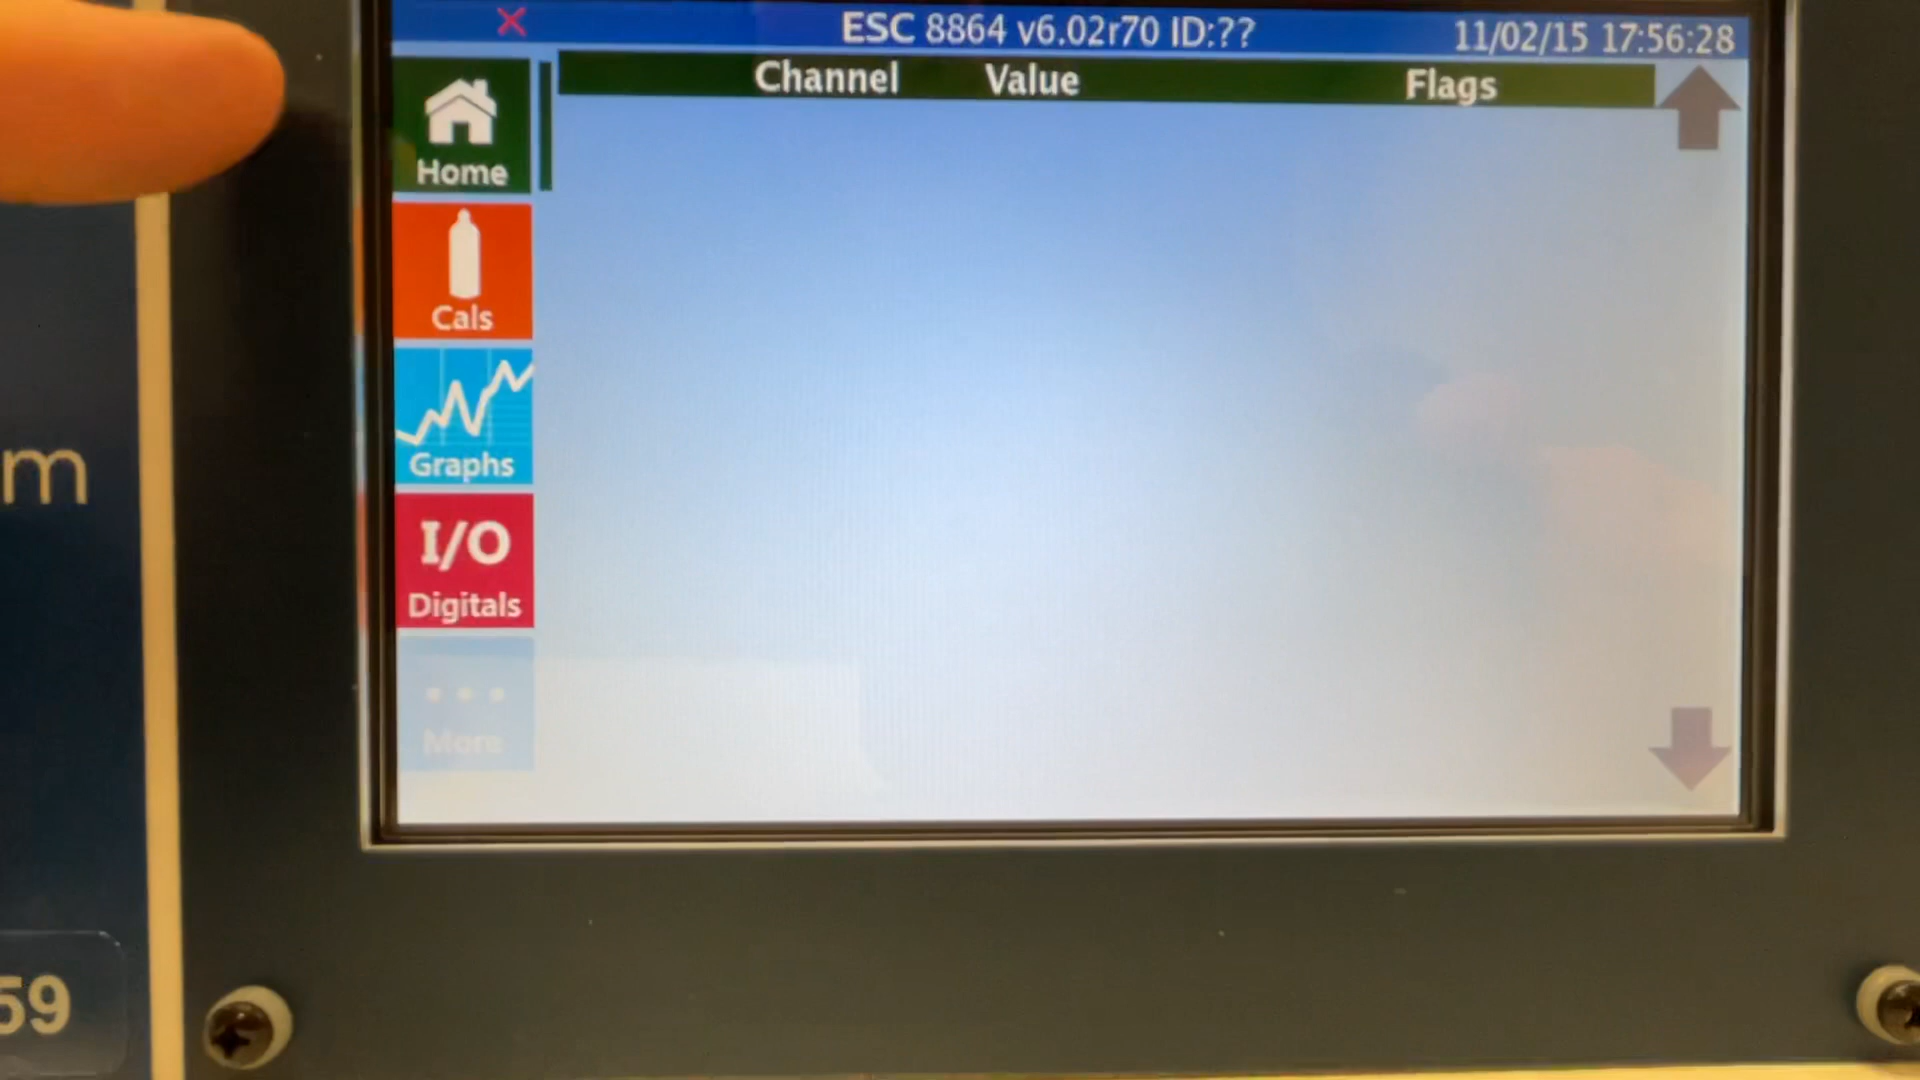 ESC 8864 v6.02r70 ID:??
11/02/15 17:56:28
Channel Value Flags
Home
Cals
Graphs
I/O
Digitals
More
m
59